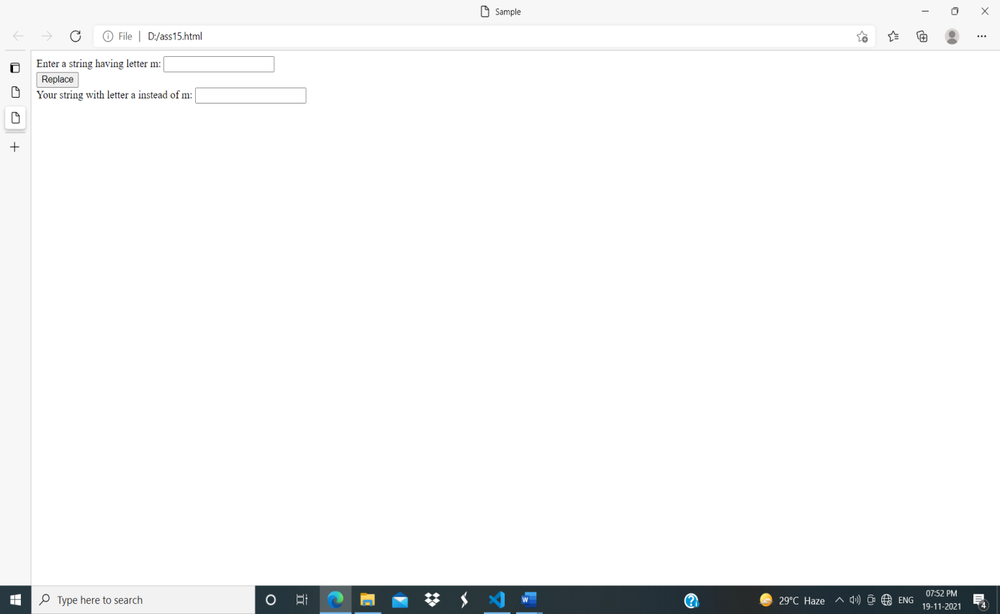 Sample
File D:/ass15.html
Enter a string having letter m:
Replace
Your string with letter a instead of m:
Type here to search
W
29°C Haze
ENG
07:52 PM
19-11-2021
4